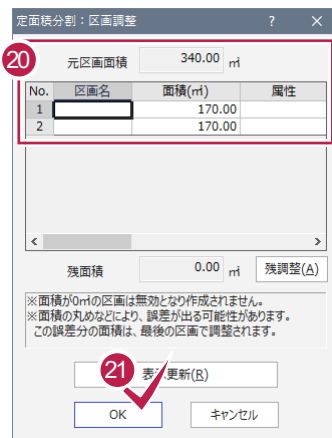 定面積分割：区画調整 ? ×
20
元区画面積 340.00 ㎡
No. 区画名 面積(㎡) 属性
1 170.00
2 170.00
< >
残面積 0.00 ㎡ 残調整(A)
※面積が0㎡の区画は無効となり作成されません。
※面積の丸めなどにより、誤差が出る可能性があります。
この誤差分の面積は、最後の区画で調整されます。
21
表示更新(R)
OK キャンセル